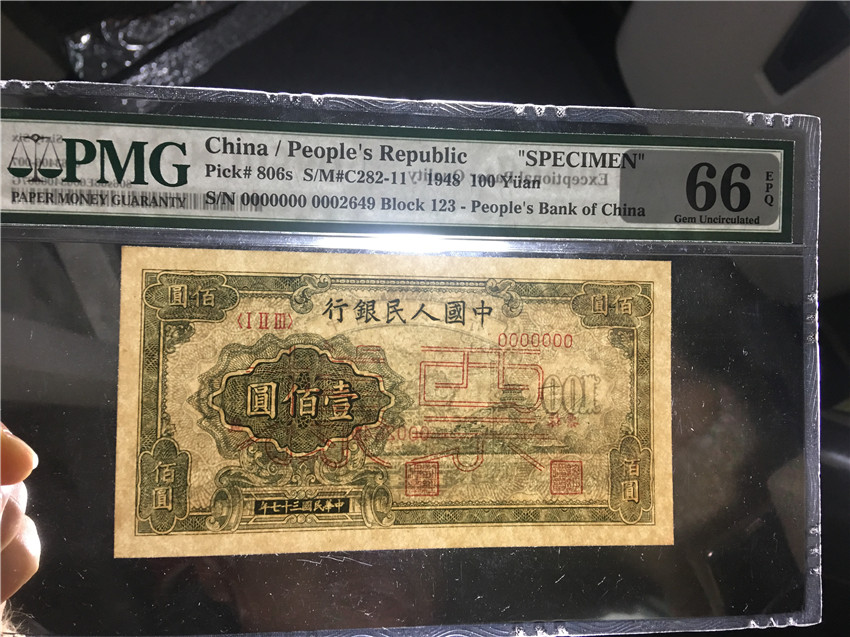 PMG
PAPER MONEY GUARANTY
China / People's Republic "SPECIMEN"
Pick# 806s S/M#C282-11 1948 100 Yüan
S/N 0000000 0002649 Block 123 - People's Bank of China
66
EPQ
Gem Uncirculated
佰圓
佰圓
中國人民銀行
〈I II III〉
0000000
壹佰圓
佰圓
佰圓
中華民國三十七年